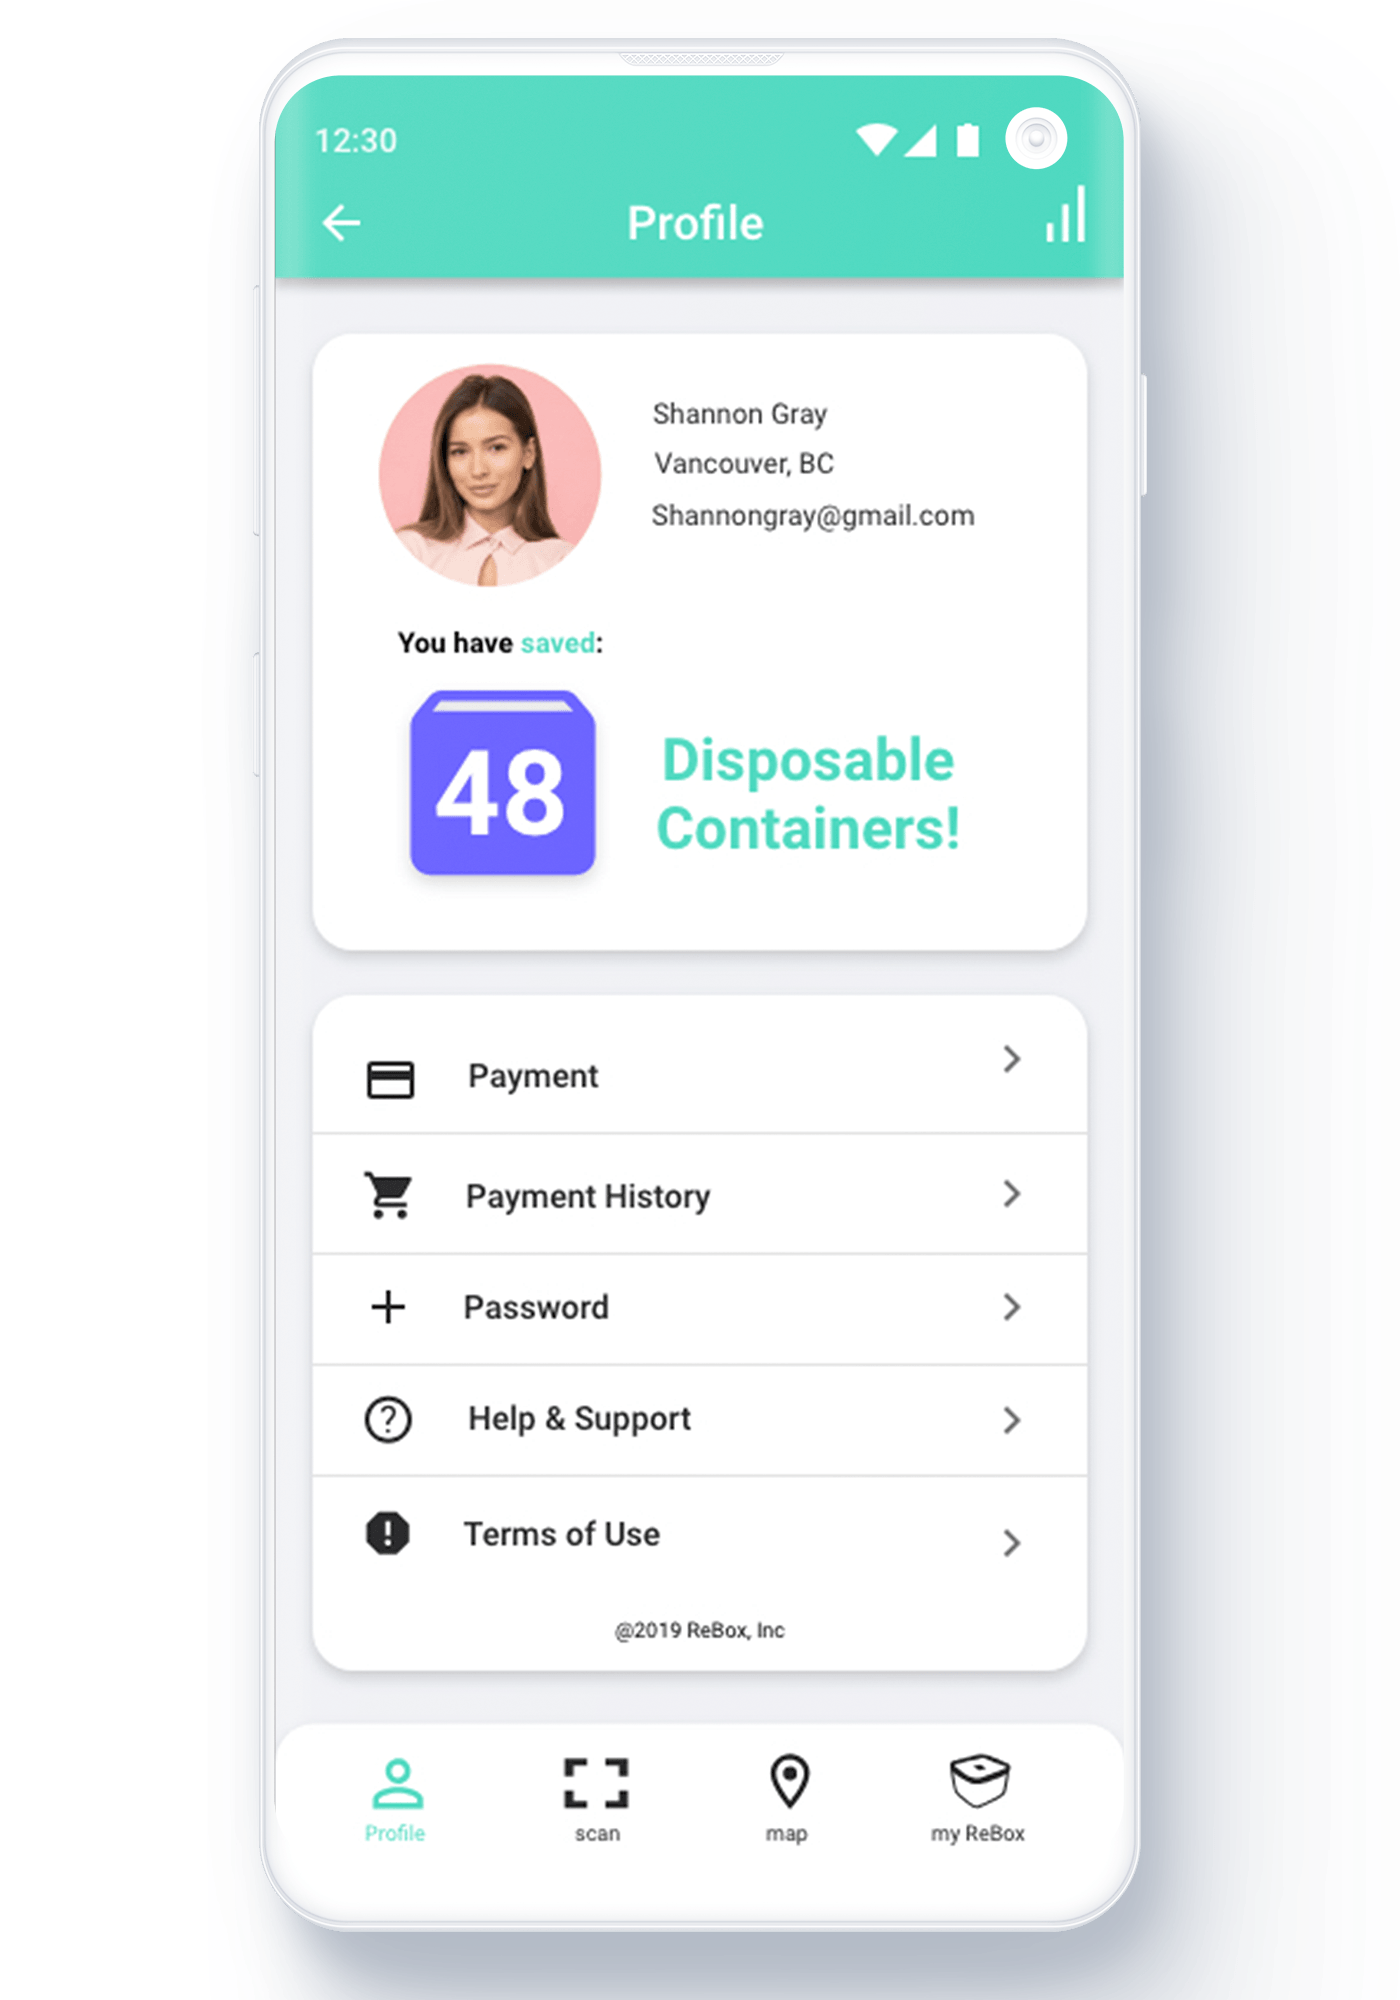 12:30
Profile
Shannon Gray
Vancouver, BC
Shannongray@gmail.com
You have saved:
48
Disposable
Containers!
Payment
Payment History
Password
Help & Support
Terms of Use
@2019 ReBox, Inc
Profile
scan
map
my ReBox